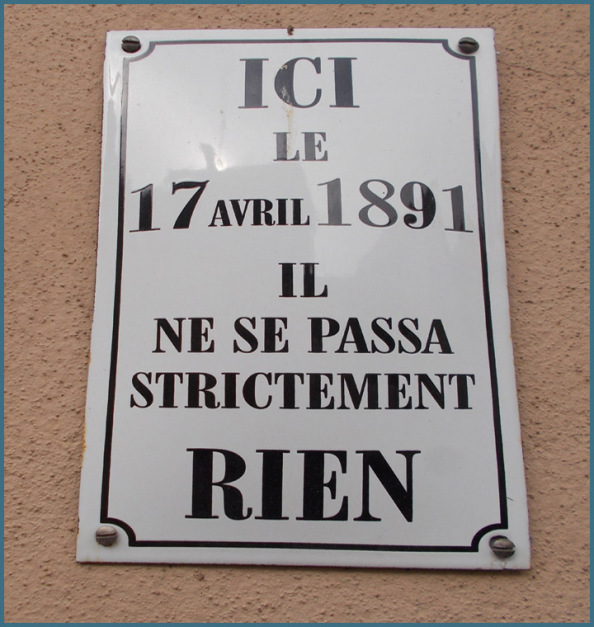 ICI
LE
17 AVRIL 1891
IL
NE SE PASSA
STRICTEMENT
RIEN